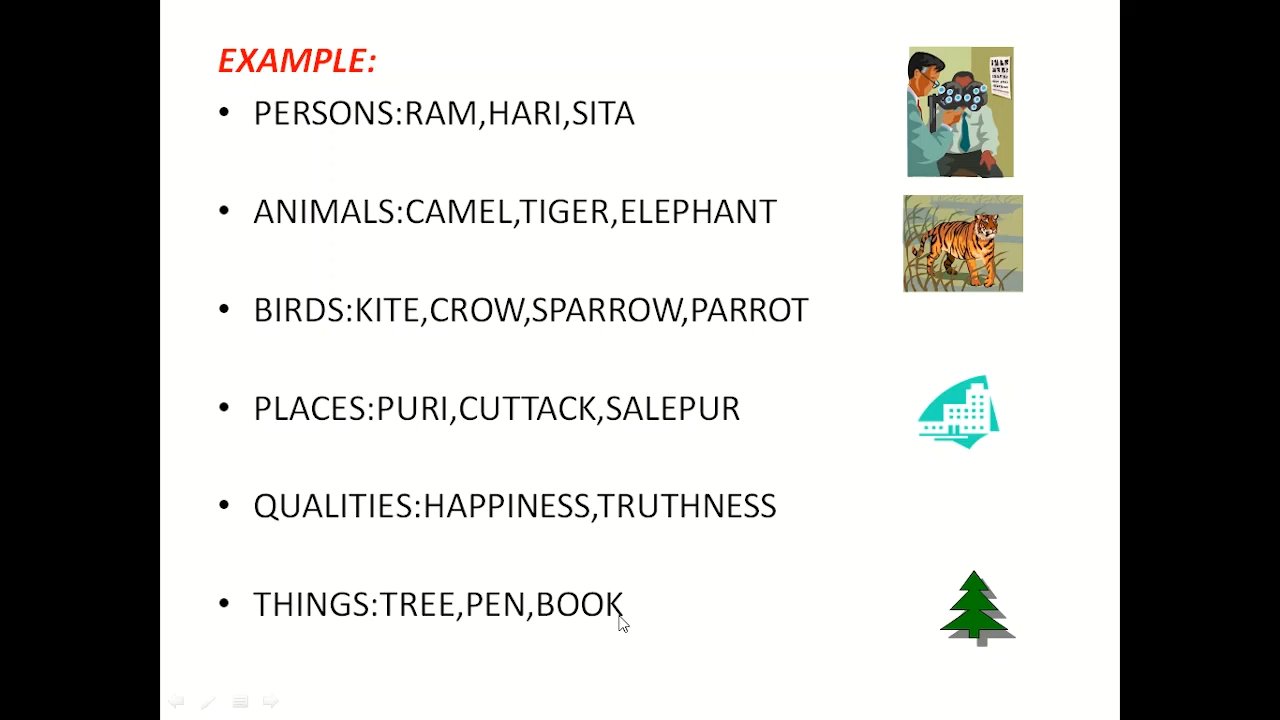 EXAMPLE:
• PERSONS:RAM,HARI,SITA
• ANIMALS:CAMEL,TIGER,ELEPHANT
• BIRDS:KITE,CROW,SPARROW,PARROT
• PLACES:PURI,CUTTACK,SALEPUR
• QUALITIES:HAPPINESS,TRUTHNESS
• THINGS:TREE,PEN,BOOK